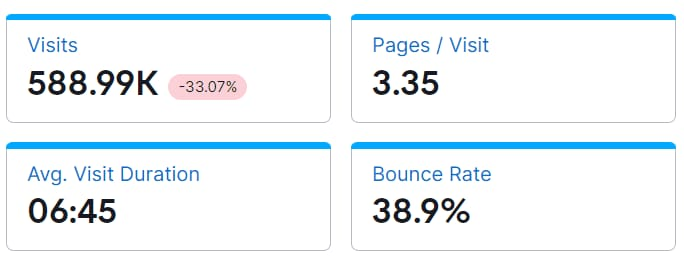 Visits
588.99K -33.07%
Pages / Visit
3.35
Avg. Visit Duration
06:45
Bounce Rate
38.9%